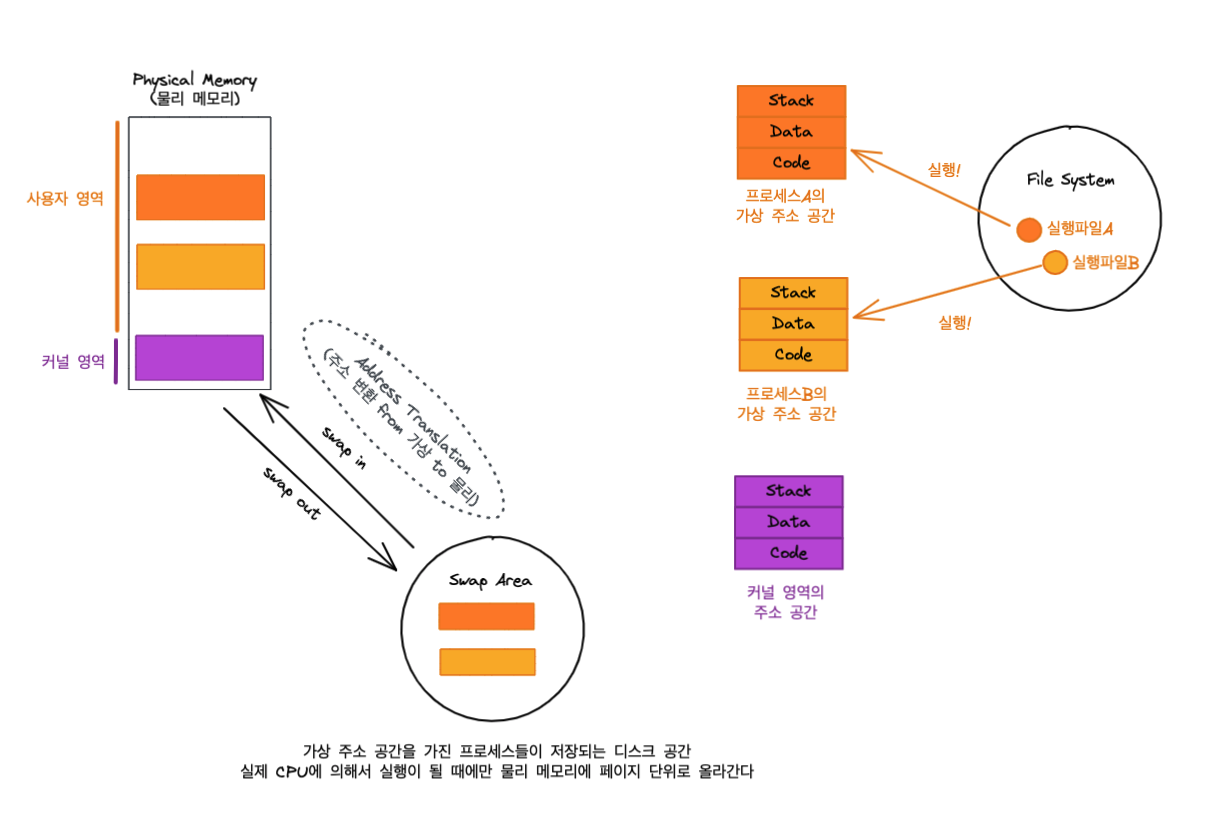 Physical Memory
(물리 메모리)
사용자 영역
커널 영역
Address Translation
(주소 변환 from 가상 to 물리)
swap in
swap out
Swap Area
가상 주소 공간을 가진 프로세스들이 저장되는 디스크 공간
실제 CPU에 의해서 실행이 될 때에만 물리 메모리에 페이지 단위로 올라간다
Stack
Data
Code
프로세스A의
가상 주소 공간
Stack
Data
Code
프로세스B의
가상 주소 공간
Stack
Data
Code
커널 영역의
주소 공간
실행!
실행!
File System
실행파일A
실행파일B